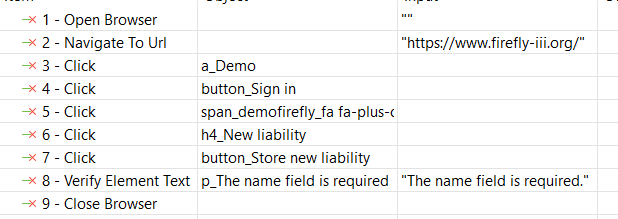 Item Object Input
1 - Open Browser ""
2 - Navigate To Url "https://www.firefly-iii.org/"
3 - Click a_Demo
4 - Click button_Sign in
5 - Click span_demofirefly_fa fa-plus-c
6 - Click h4_New liability
7 - Click button_Store new liability
8 - Verify Element Text p_The name field is required "The name field is required."
9 - Close Browser